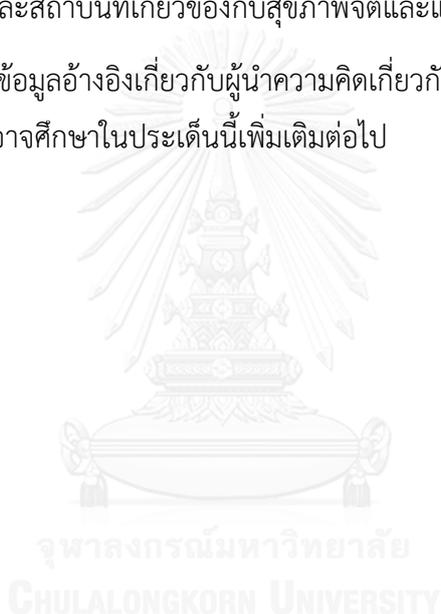 ละสถาบันที่เกี่ยวข้องกับสุขภาพจิตและแ
ข้อมูลอ้างอิงเกี่ยวกับผู้นำความคิดเกี่ยวกั
อาจศึกษาในประเด็นนี้เพิ่มเติมต่อไป
จุฬาลงกรณ์มหาวิทยาลัย
CHULALONGKORN UNIVERSITY